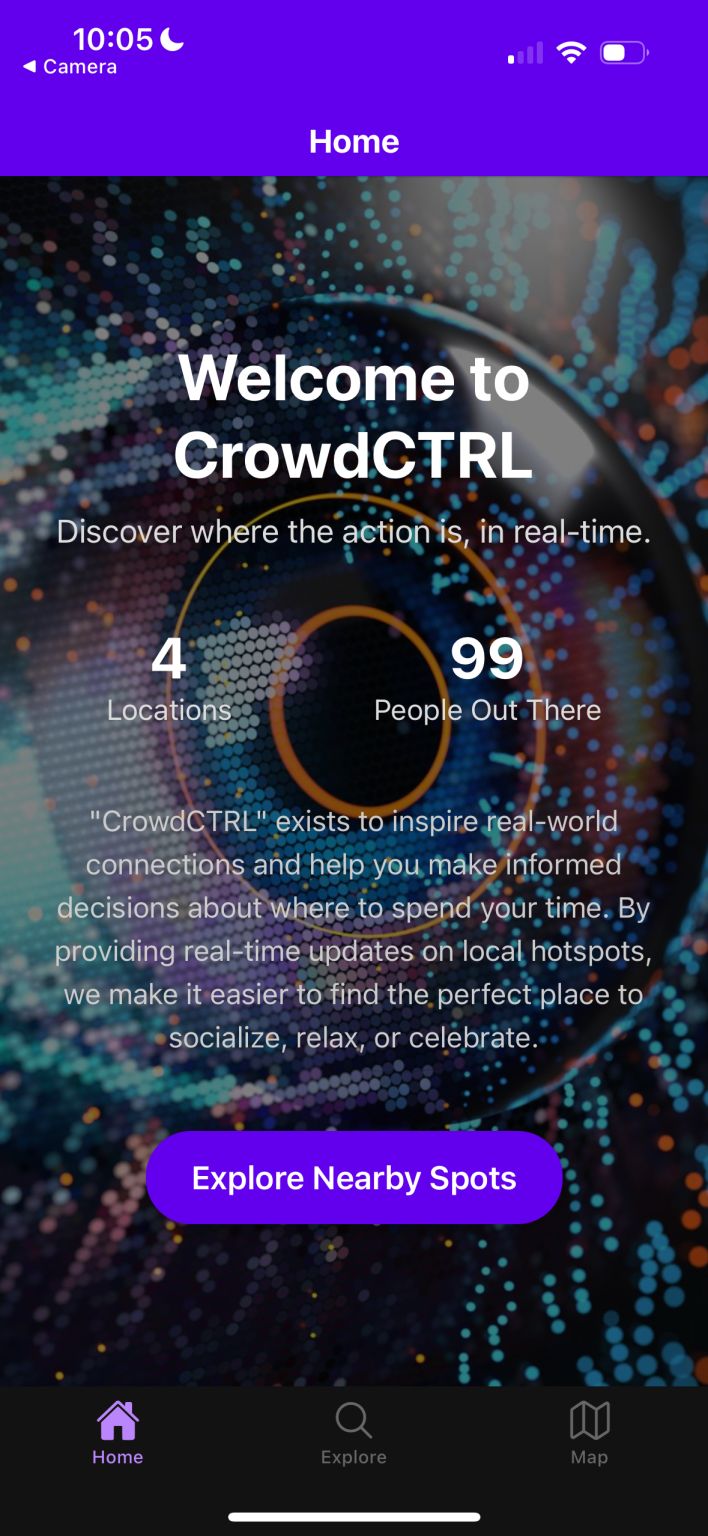 10:05
◀ Camera
Home
Welcome to
CrowdCTRL
Discover where the action is, in real-time.
4
Locations
99
People Out There
"CrowdCTRL" exists to inspire real-world
connections and help you make informed
decisions about where to spend your time. By
providing real-time updates on local hotspots,
we make it easier to find the perfect place to
socialize, relax, or celebrate.
Explore Nearby Spots
Home
Explore
Map